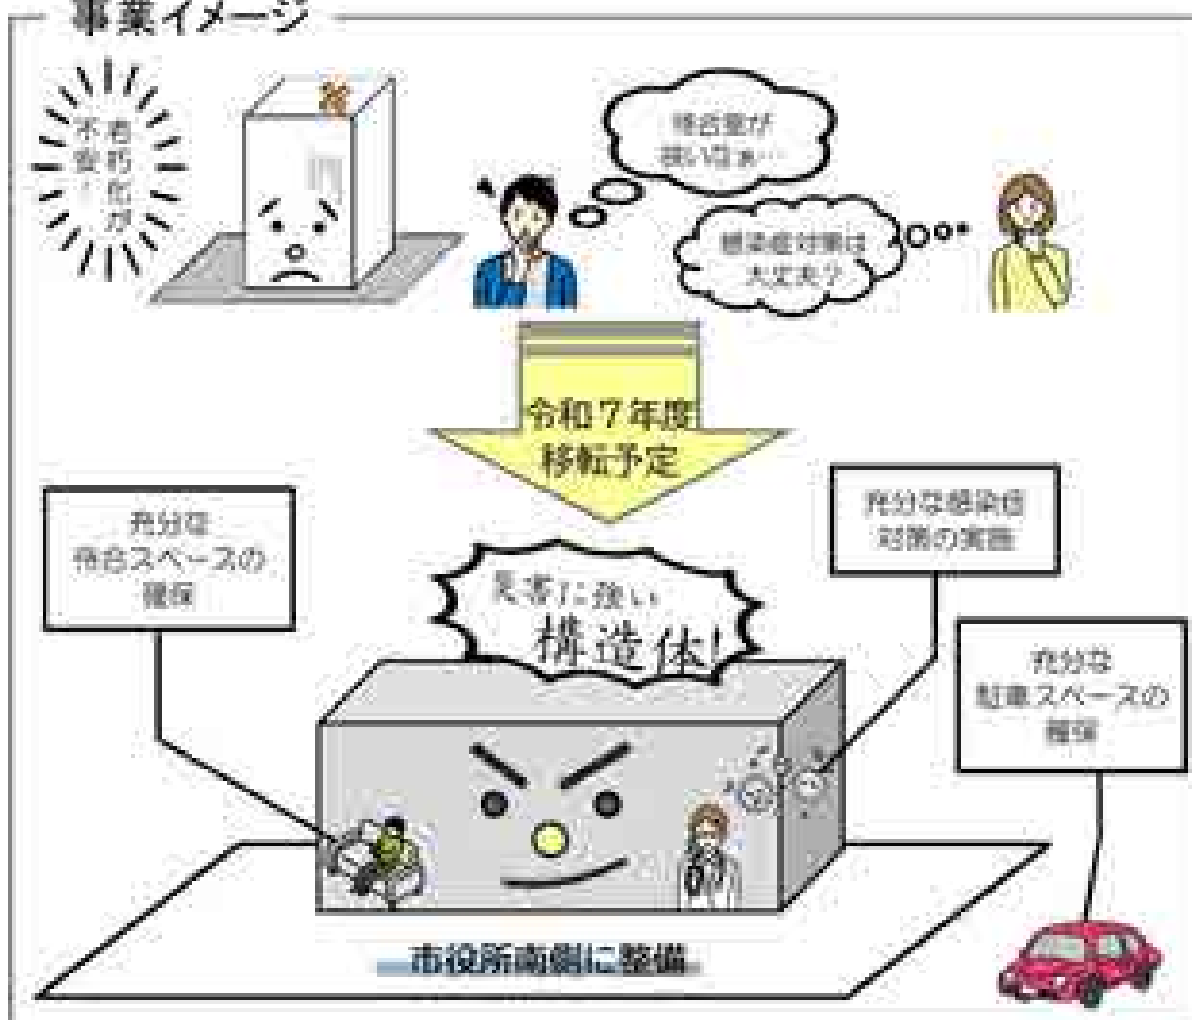 事業イメージ
老朽化が
不安!
待合室が
狭いなぁ…
感染症対策は
大丈夫?
令和7年度
移転予定
充分な
待合スペースの
確保
充分な感染症
対策の実施
災害に強い
構造体!
充分な
駐車スペースの
確保
市役所南側に整備